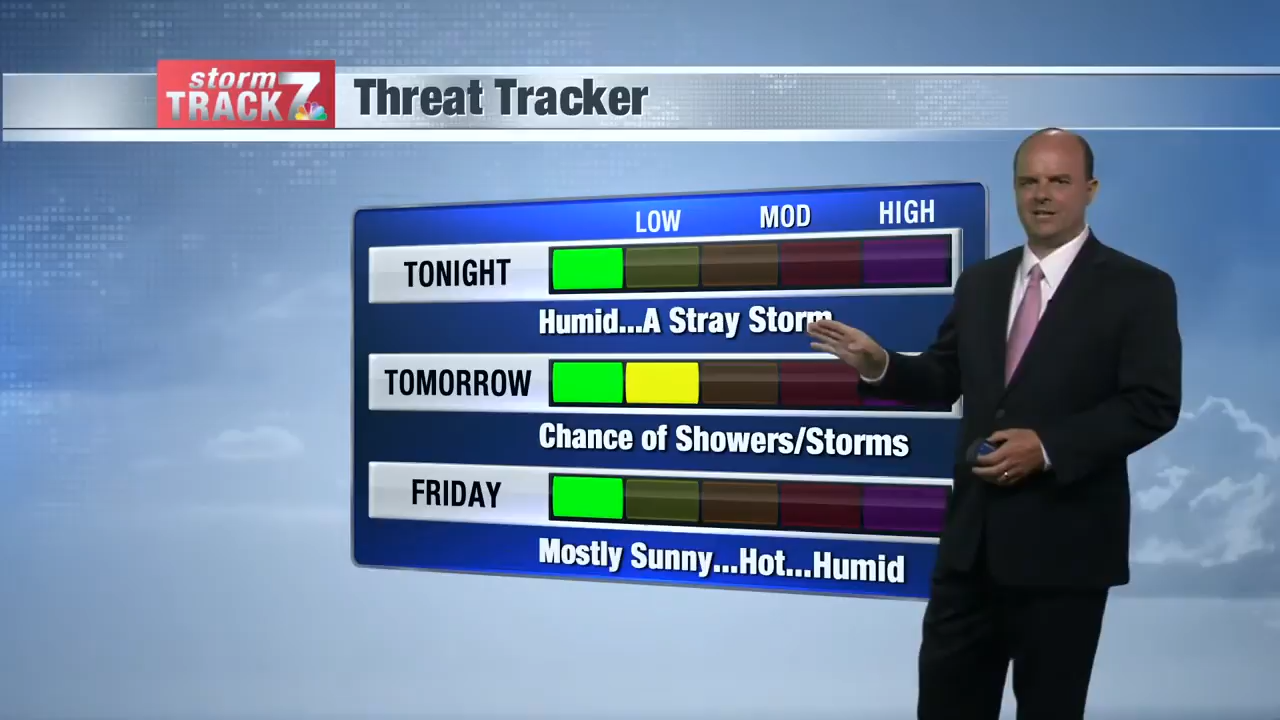 storm
TRACK 7
Threat Tracker
LOW MOD HIGH
TONIGHT
Humid...A Stray Storm
TOMORROW
Chance of Showers/Storms
FRIDAY
Mostly Sunny...Hot...Humid